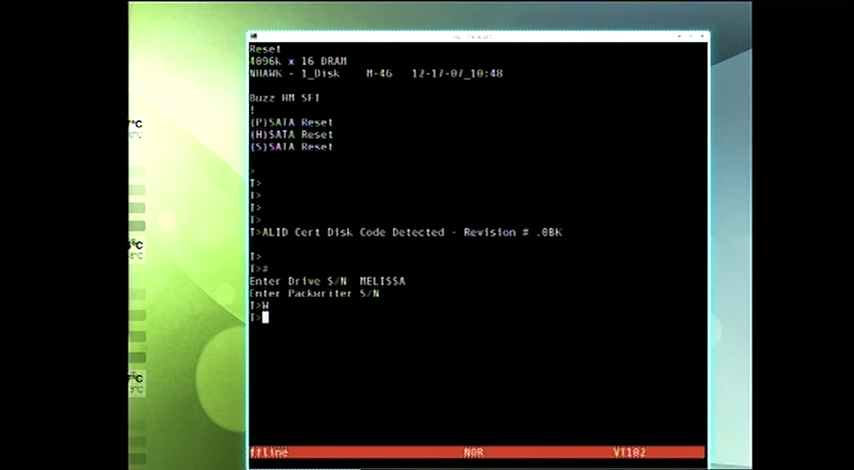 Reset
4096k x 16 DRAM
NHAWK - 1_Disk M-46 12-17-07_10:48
Buzz HM SFI
!
(P)SATA Reset
(H)SATA Reset
(S)SATA Reset
>
T>
T>
T>
T>
T>ALID Cert Disk Code Detected - Revision # .0BK
T>
T>#
Enter Drive S/N MELISSA
Enter Packwriter S/N
T>W
T>
ffline NOR VT102
°C
°C
°C